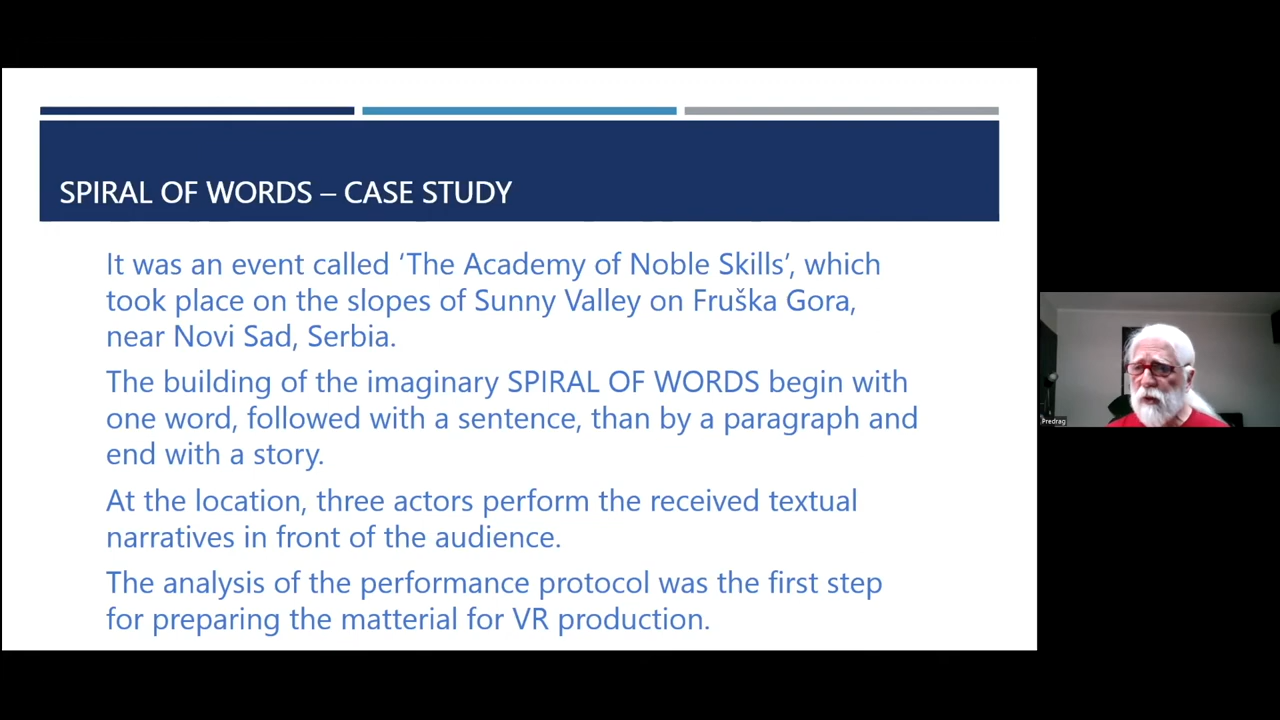 SPIRAL OF WORDS – CASE STUDY
It was an event called ‘The Academy of Noble Skills’, which
took place on the slopes of Sunny Valley on Fruška Gora,
near Novi Sad, Serbia.
The building of the imaginary SPIRAL OF WORDS begin with
one word, followed with a sentence, than by a paragraph and
end with a story.
At the location, three actors perform the received textual
narratives in front of the audience.
The analysis of the performance protocol was the first step
for preparing the matterial for VR production.
Predrag